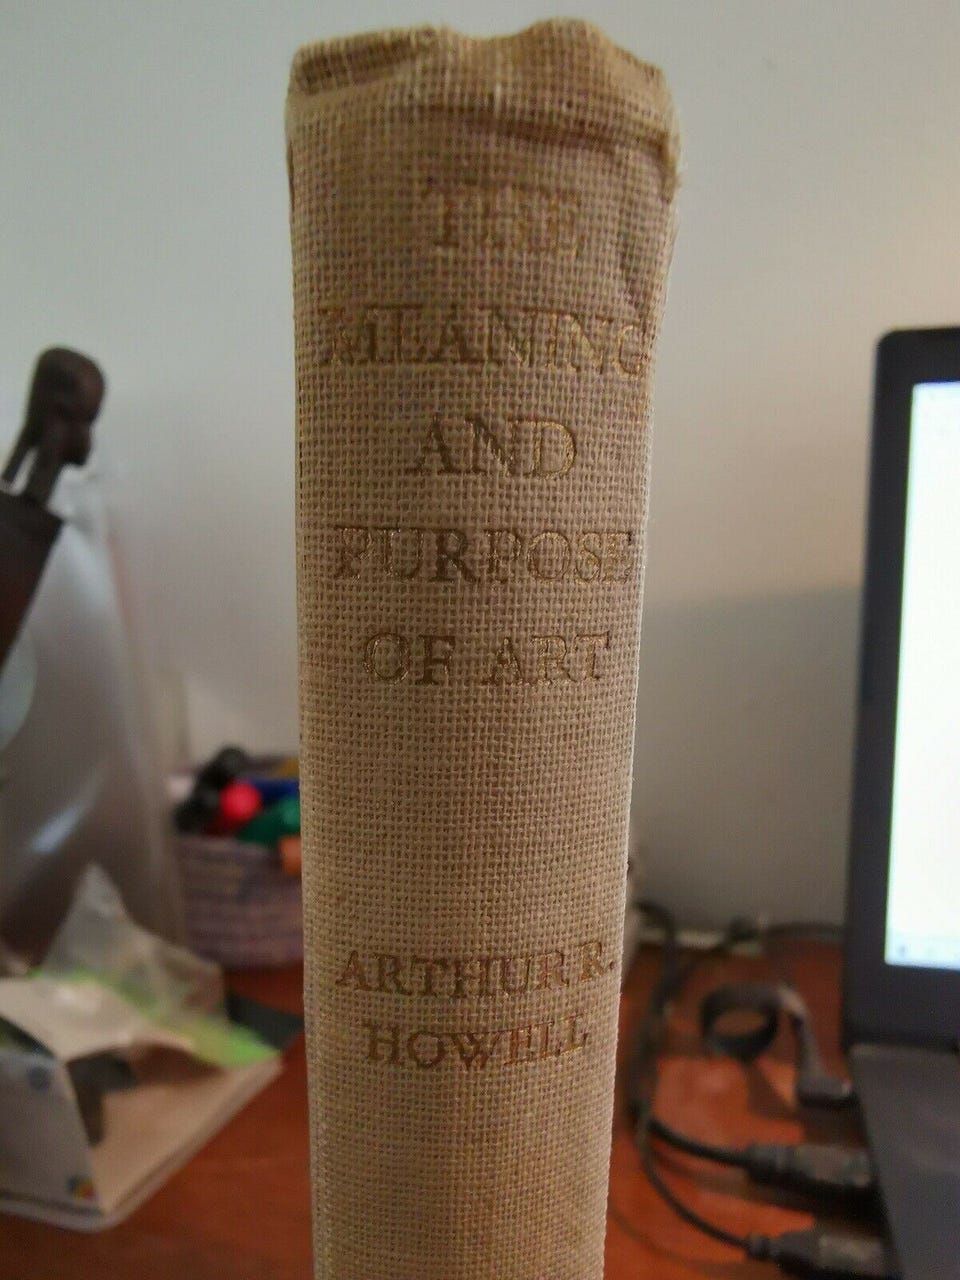 THE
MEANING
AND
PURPOSE
OF ART
ARTHUR R.
HOWELL